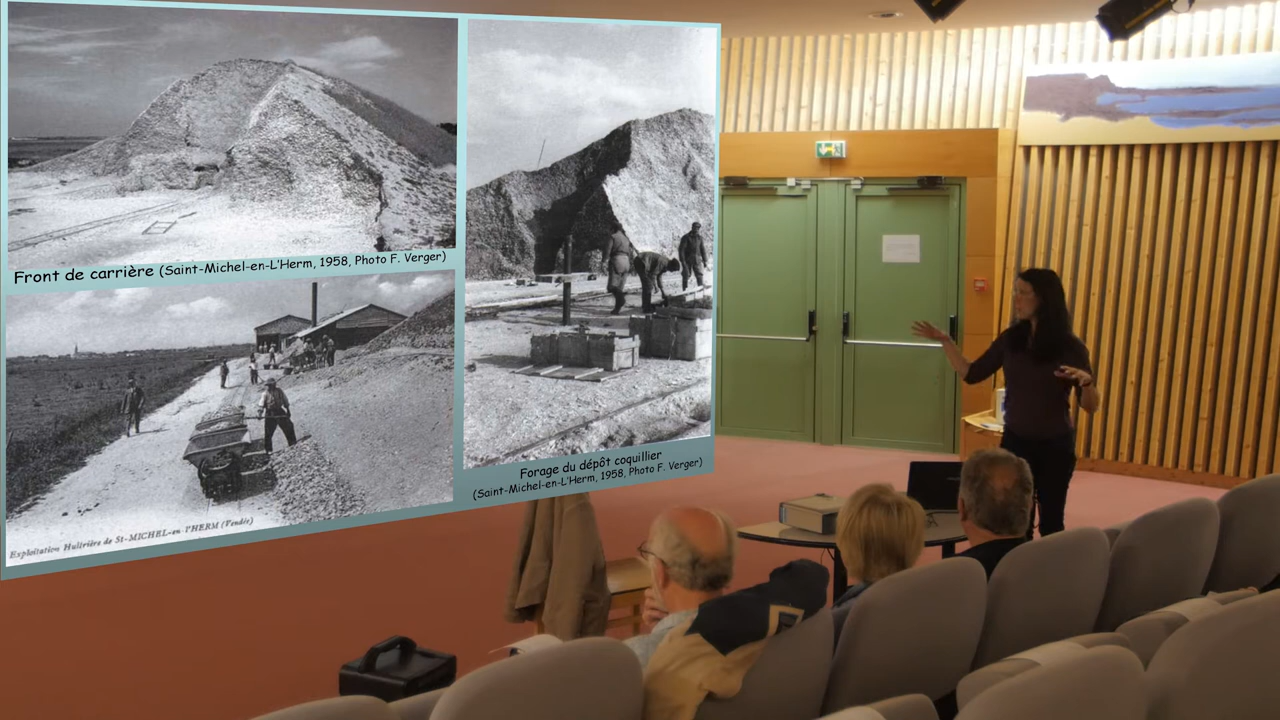 Front de carrière (Saint-Michel-en-L'Herm, 1958, Photo F. Verger)
Exploitation Huîtrière de St-MICHEL-en l'HERM (Vendée)
Forage du dépôt coquillier
(Saint-Michel-en-L'Herm, 1958, Photo F. Verger)